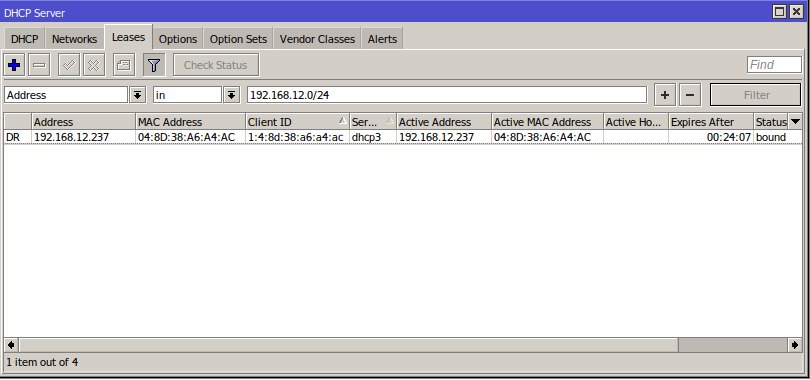 DHCP Server
DHCP Networks Leases Options Option Sets Vendor Classes Alerts
Check Status Find
Address in 192.168.12.0/24 Filter
Address MAC Address Client ID Ser... Active Address Active MAC Address Active Ho... Expires After Status
DR 192.168.12.237 04:8D:38:A6:A4:AC 1:4:8d:38:a6:a4:ac dhcp3 192.168.12.237 04:8D:38:A6:A4:AC 00:24:07 bound
1 item out of 4